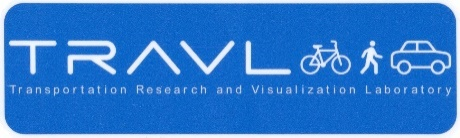 TRAVL
Transportation Research and Visualization Laboratory